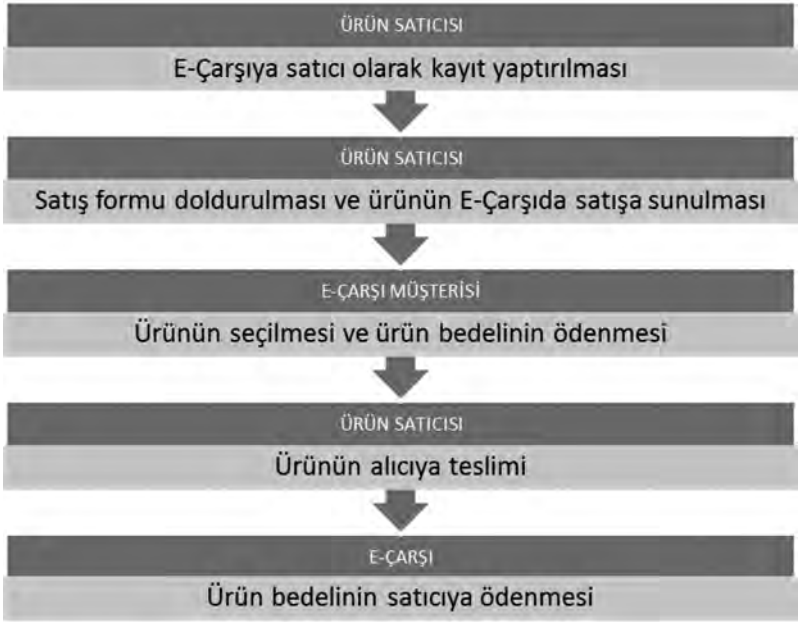 ÜRÜN SATICISI
E-Çarşıya satıcı olarak kayıt yaptırılması
ÜRÜN SATICISI
Satış formu doldurulması ve ürünün E-Çarşıda satışa sunulması
E-ÇARŞI MÜŞTERİSİ
Ürünün seçilmesi ve ürün bedelinin ödenmesi
ÜRÜN SATICISI
Ürünün alıcıya teslimi
E-ÇARŞI
Ürün bedelinin satıcıya ödenmesi